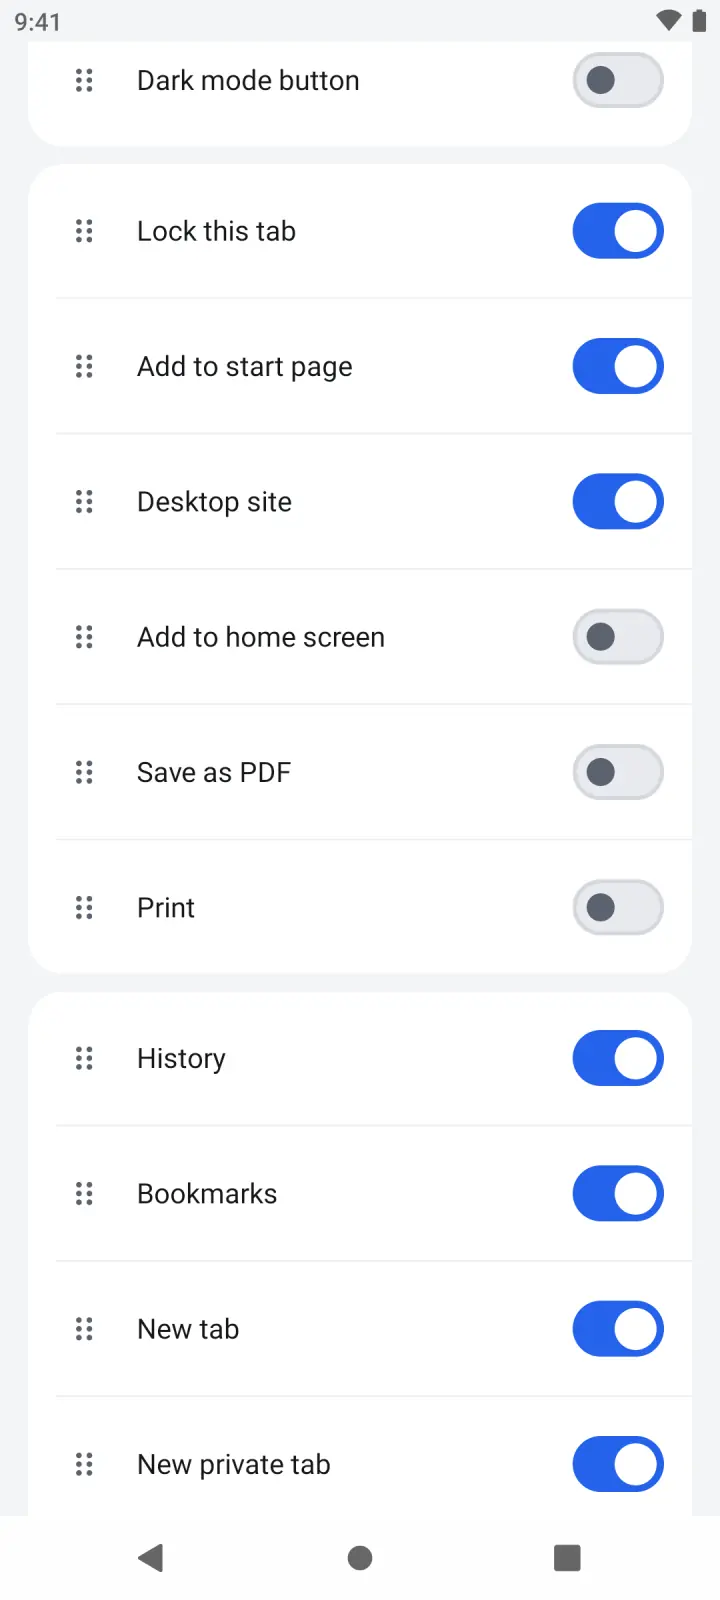 9:41
Dark mode button
Lock this tab
Add to start page
Desktop site
Add to home screen
Save as PDF
Print
History
Bookmarks
New tab
New private tab